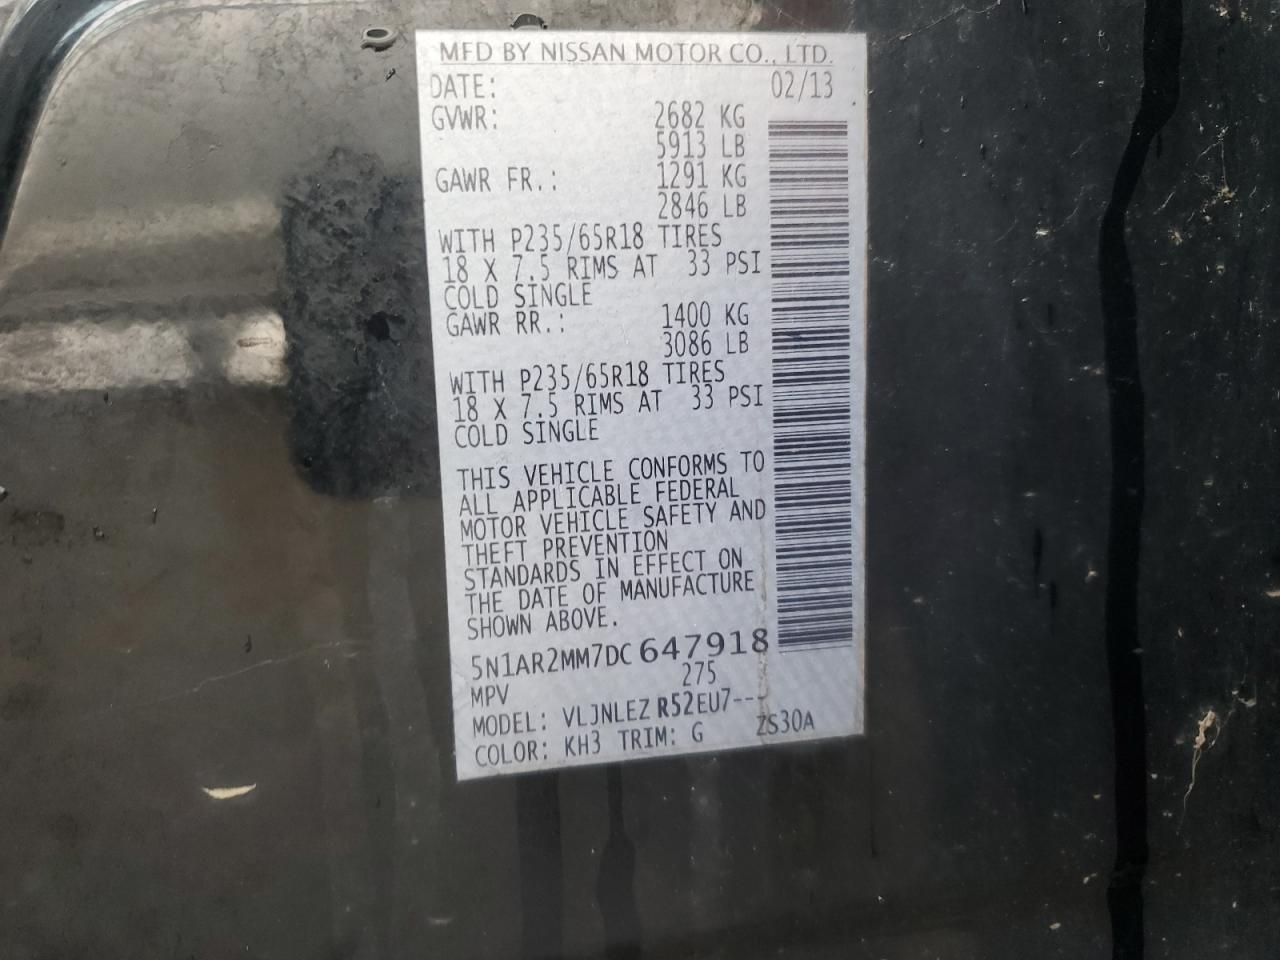 MFD BY NISSAN MOTOR CO., LTD.
DATE: 02/13
GVWR: 2682 KG
5913 LB
GAWR FR.: 1291 KG
2846 LB
WITH P235/65R18 TIRES
18 X 7.5 RIMS AT 33 PSI
COLD SINGLE
GAWR RR.: 1400 KG
3086 LB
WITH P235/65R18 TIRES
18 X 7.5 RIMS AT 33 PSI
COLD SINGLE
THIS VEHICLE CONFORMS TO
ALL APPLICABLE FEDERAL
MOTOR VEHICLE SAFETY AND
THEFT PREVENTION
STANDARDS IN EFFECT ON
THE DATE OF MANUFACTURE
SHOWN ABOVE.
5N1AR2MM7DC647918
MPV 275
MODEL: VLJNLEZ R52EU7---
COLOR: KH3 TRIM: G ZS30A